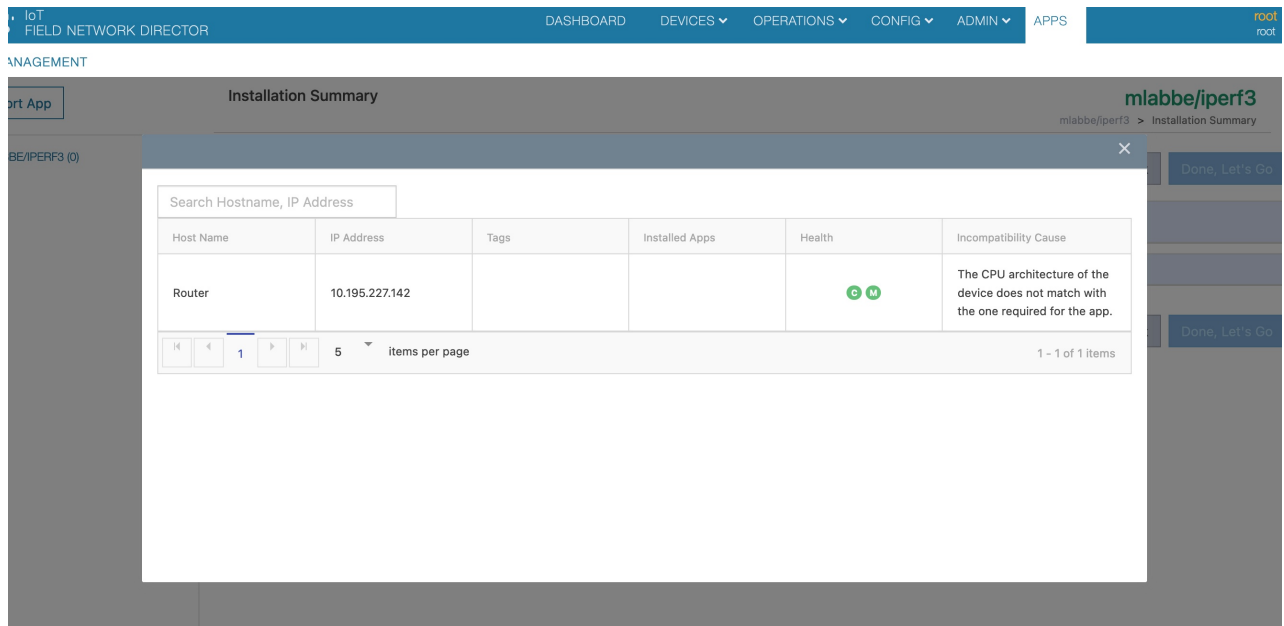 IoT
FIELD NETWORK DIRECTOR
DASHBOARD DEVICES OPERATIONS CONFIG ADMIN APPS
root
root
ANAGEMENT
ort App
Installation Summary
mlabbe/iperf3
mlabbe/iperf3 > Installation Summary
BE/IPERF3 (0)
×
Done, Let's Go
Search Hostname, IP Address
Host Name IP Address Tags Installed Apps Health Incompatibility Cause
Router 10.195.227.142 C M
The CPU architecture of the
device does not match with
the one required for the app.
1 5 items per page 1 - 1 of 1 items
Done, Let's Go